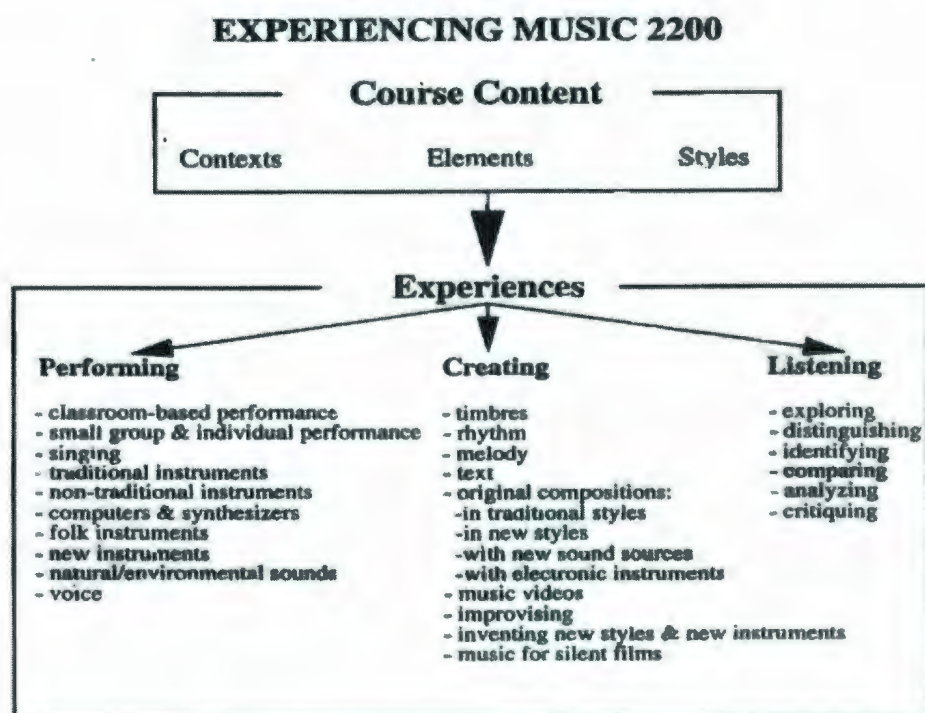 EXPERIENCING MUSIC 2200
Course Content
Contexts Elements Styles
Experiences
Performing
- classroom-based performance
- small group & individual performance
- singing
- traditional instruments
- non-traditional instruments
- computers & synthesizers
- folk instruments
- new instruments
- natural/environmental sounds
- voice
Creating
- timbres
- rhythm
- melody
- text
- original compositions:
-in traditional styles
-in new styles
-with new sound sources
-with electronic instruments
- music videos
- improvising
- inventing new styles & new instruments
- music for silent films
Listening
- exploring
- distinguishing
- identifying
- comparing
- analyzing
- critiquing